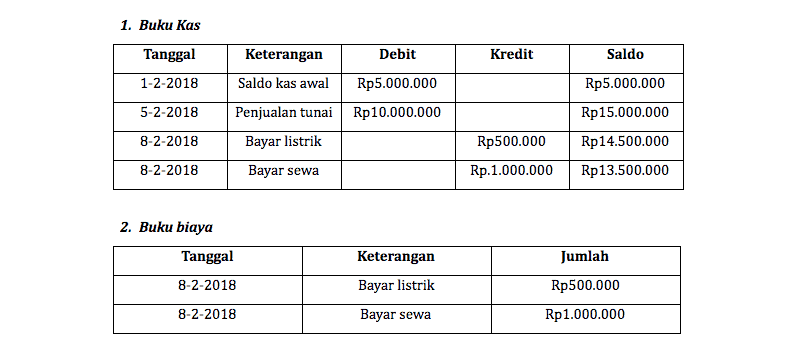 1. Buku Kas
Tanggal Keterangan Debit Kredit Saldo
1-2-2018 Saldo kas awal Rp5.000.000 Rp5.000.000
5-2-2018 Penjualan tunai Rp10.000.000 Rp15.000.000
8-2-2018 Bayar listrik Rp500.000 Rp14.500.000
8-2-2018 Bayar sewa Rp.1.000.000 Rp13.500.000
2. Buku biaya
Tanggal Keterangan Jumlah
8-2-2018 Bayar listrik Rp500.000
8-2-2018 Bayar sewa Rp1.000.000